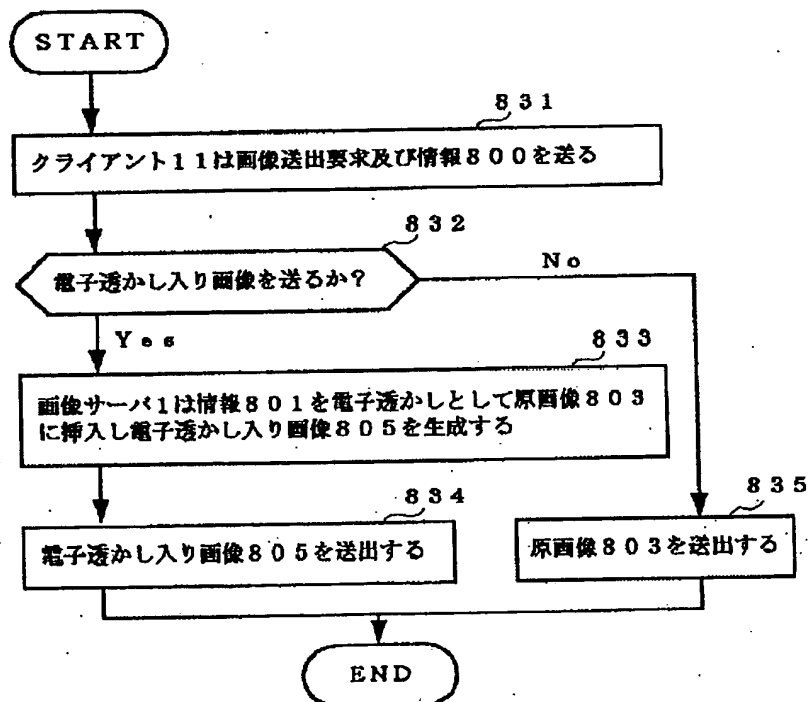 START
831
クライアント11は画像送出要求及び情報800を送る
832
電子透かし入り画像を送るか?
No
Yes
833
画像サーバ1は情報801を電子透かしとして原画像803
に挿入し電子透かし入り画像805を生成する
834
電子透かし入り画像805を送出する
835
原画像803を送出する
END